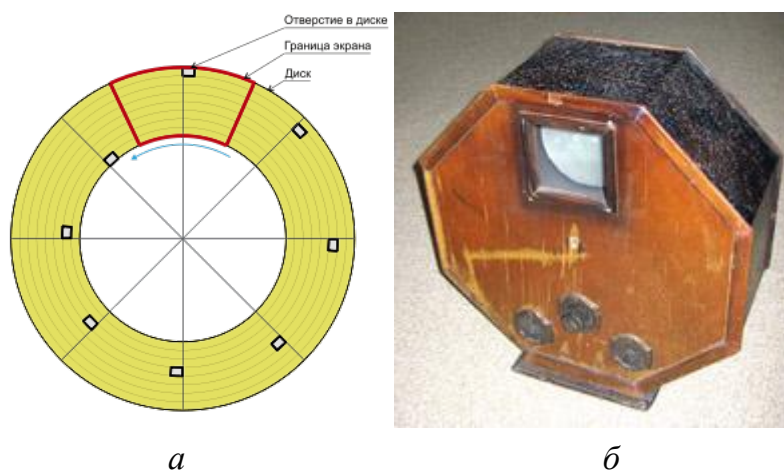 Отверстие в диске
Граница экрана
Диск
а
б